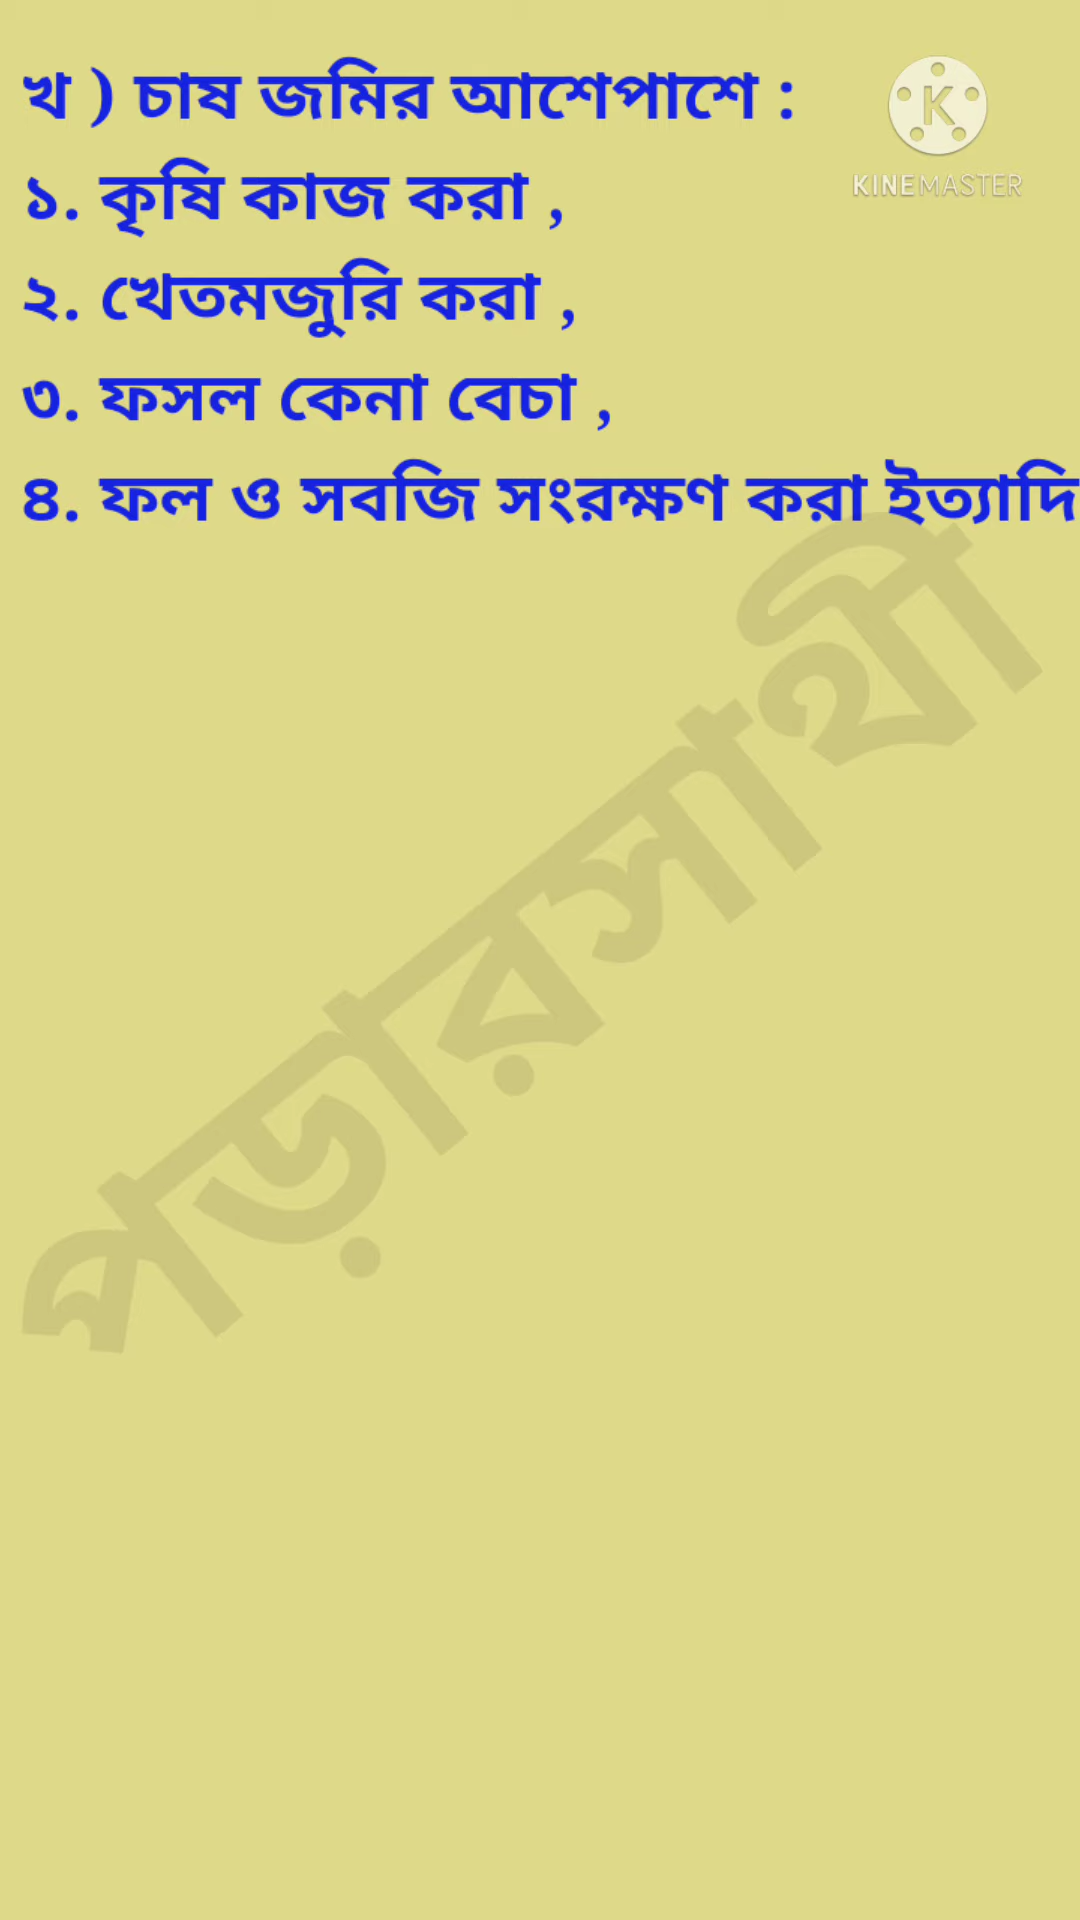 খ ) চাষ জমির আশেপাশে :
K
KINEMASTER
১. কৃষি কাজ করা ,
২. খেতমজুরি করা ,
৩. ফসল কেনা বেচা ,
৪. ফল ও সবজি সংরক্ষণ করা ইত্যাদি
পড়ারসাথী